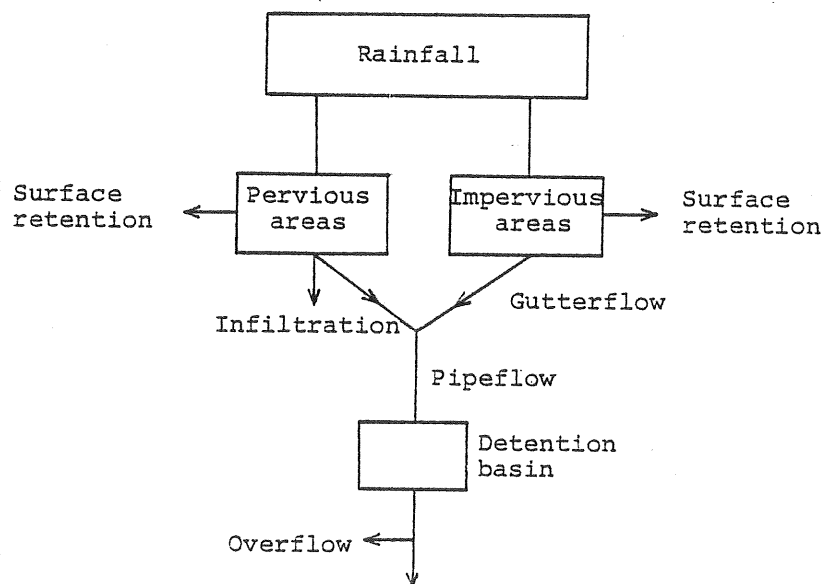 Rainfall
Surface
retention
Pervious
areas
Impervious
areas
Surface
retention
Gutterflow
Infiltration
Pipeflow
Detention
basin
Overflow